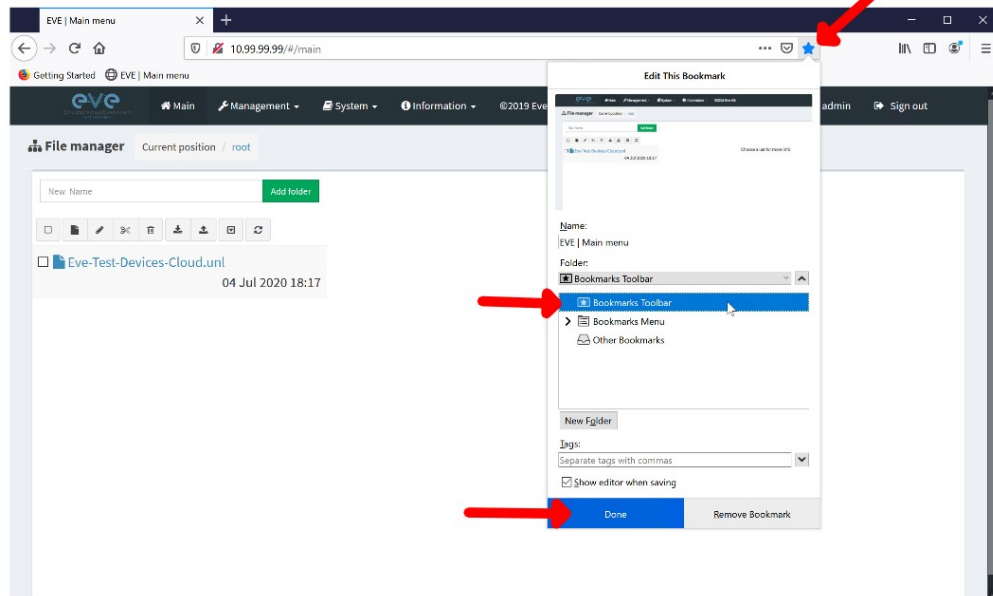 EVE | Main menu
10.99.99.99/#/main
Getting Started EVE | Main menu
Edit This Bookmark
eve
Main Management System Information ©2019 Eve admin Sign out
File manager Current position / root
New Name Add folder
Eve-Test-Devices-Cloud.unl
04 Jul 2020 18:17
Name:
EVE | Main menu
Folder:
Bookmarks Toolbar
Bookmarks Toolbar
Bookmarks Menu
Other Bookmarks
New Folder
Tags:
Separate tags with commas
Show editor when saving
Done Remove Bookmark